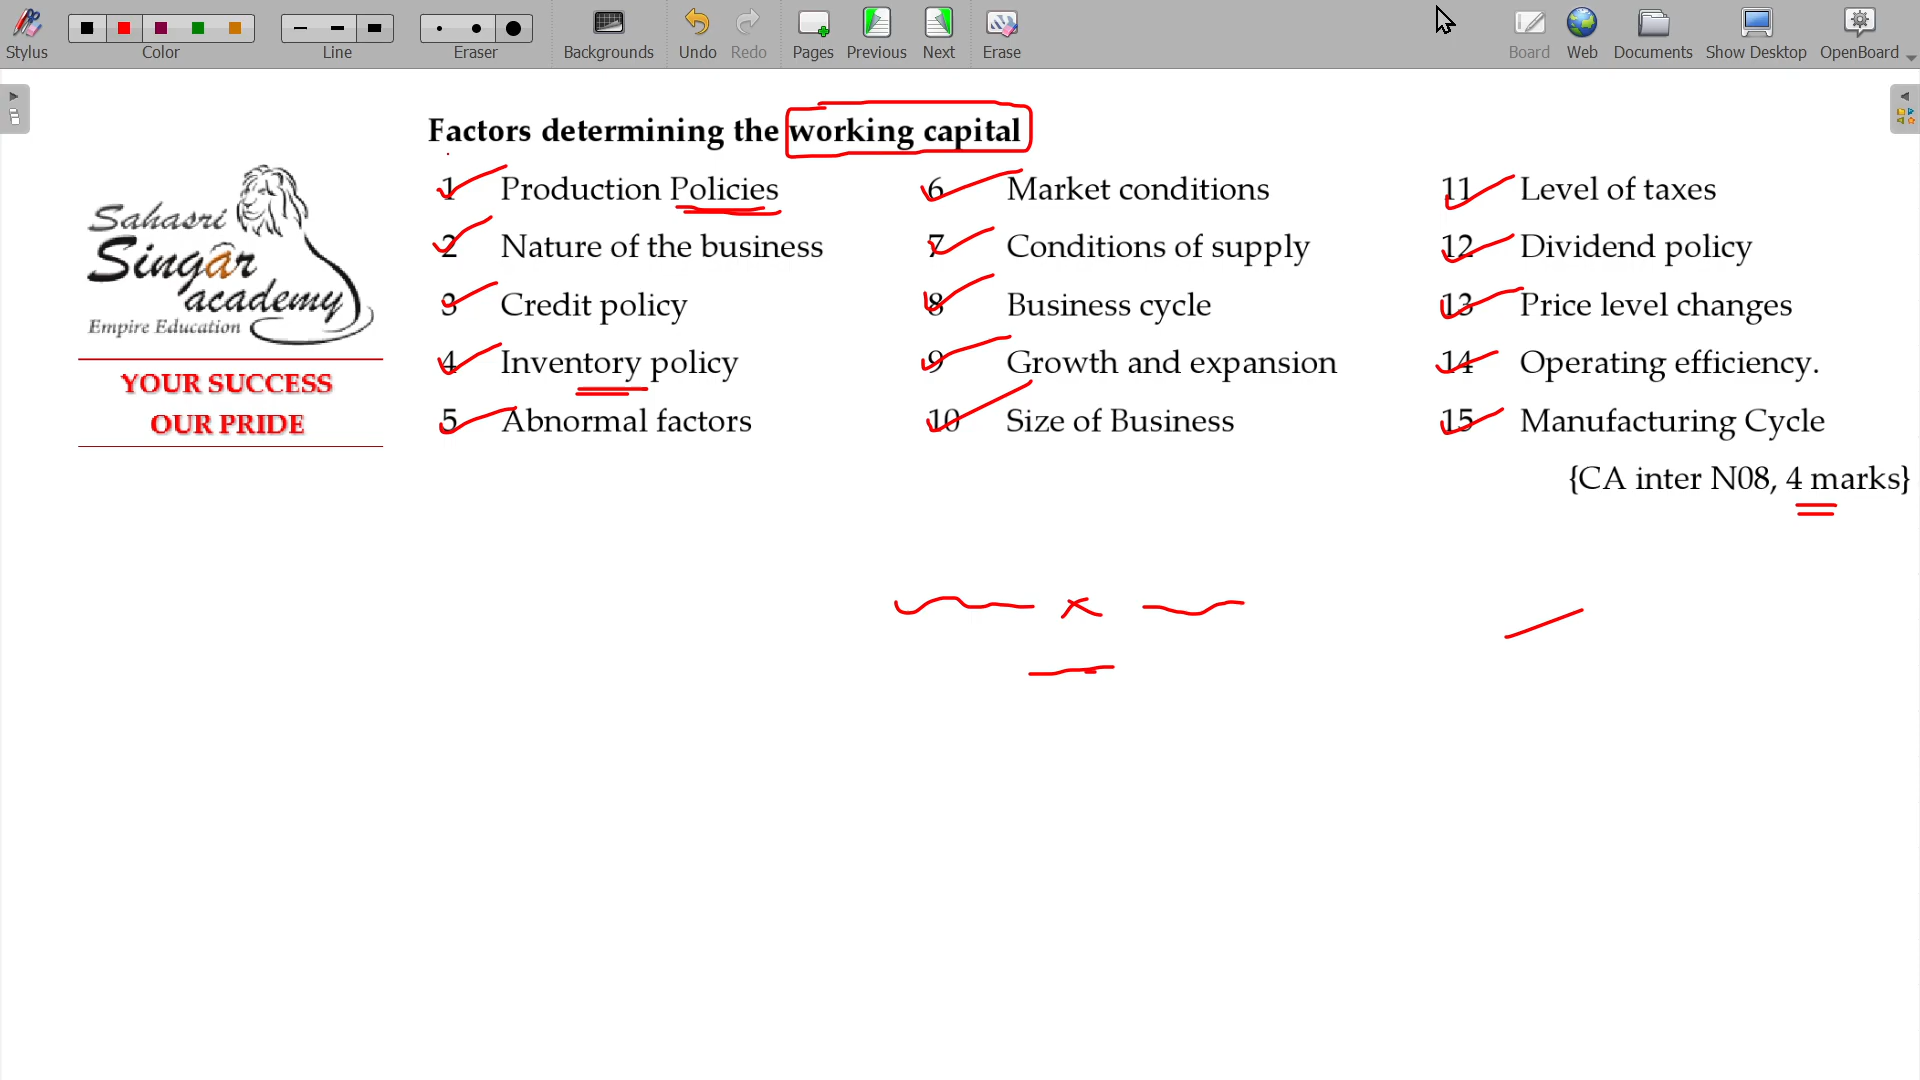 Stylus
Color
Line
Eraser
Backgrounds
Undo
Redo
Pages
Previous
Next
Erase
Board
Web
Documents
Show Desktop
OpenBoard
Factors determining the working capital
Sahasri
Singar
academy
Empire Education
YOUR SUCCESS
OUR PRIDE
1 Production Policies
2 Nature of the business
3 Credit policy
4 Inventory policy
5 Abnormal factors
6 Market conditions
7 Conditions of supply
8 Business cycle
9 Growth and expansion
10 Size of Business
11 Level of taxes
12 Dividend policy
13 Price level changes
14 Operating efficiency.
15 Manufacturing Cycle
{CA inter N08, 4 marks}